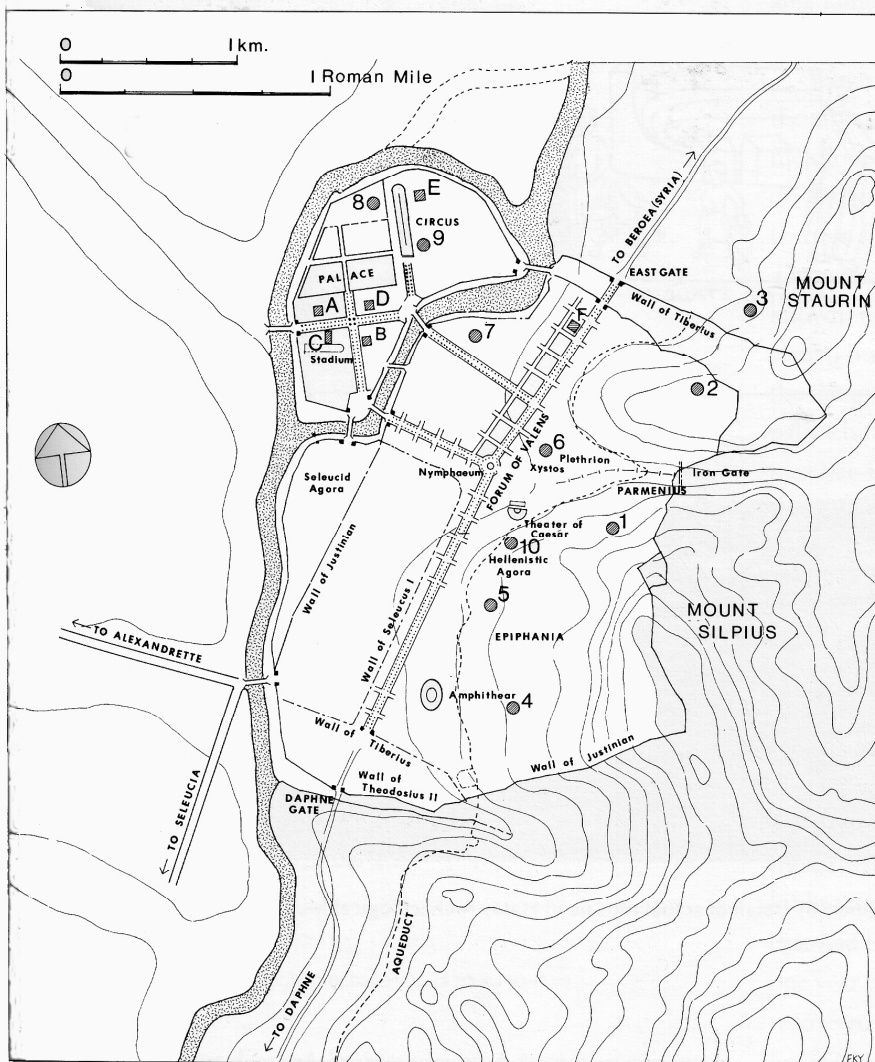 0 1 km.
0 1 Roman Mile
TO BEROEA (SYRIA)
E
8
CIRCUS
9
PALACE
EAST GATE
MOUNT
STAURIN
3
Wall of Tiberius
A
D
F
7
C
B
Stadium
2
FORUM OF VALENS
6
Plethrion
Xystos
Nymphaeum
Iron Gate
PARMENIUS
Seleucid
Agora
1
Theater of
Caesar
10
Hellenistic
Agora
Wall of Justinian
Wall of Seleucus I
5
MOUNT
SILPIUS
EPIPHANIA
TO ALEXANDRETTE
Amphithear
4
Wall of Tiberius
Wall of Justinian
Wall of
Theodosius II
DAPHNE
GATE
TO SELEUCIA
AQUEDUCT
TO DAPHNE
FKY